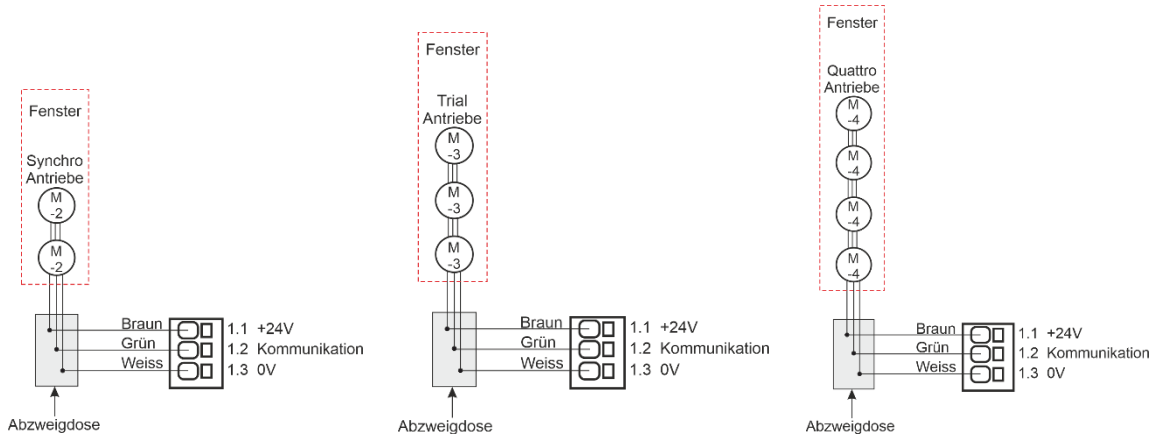 Fenster
Synchro
Antriebe
M
-2
M
-2
Braun
1.1 +24V
Grün
1.2 Kommunikation
Weiss
1.3 0V
Abzweigdose
Fenster
Trial
Antriebe
M
-3
M
-3
M
-3
Braun
1.1 +24V
Grün
1.2 Kommunikation
Weiss
1.3 0V
Abzweigdose
Fenster
Quattro
Antriebe
M
-4
M
-4
M
-4
M
-4
Braun
1.1 +24V
Grün
1.2 Kommunikation
Weiss
1.3 0V
Abzweigdose